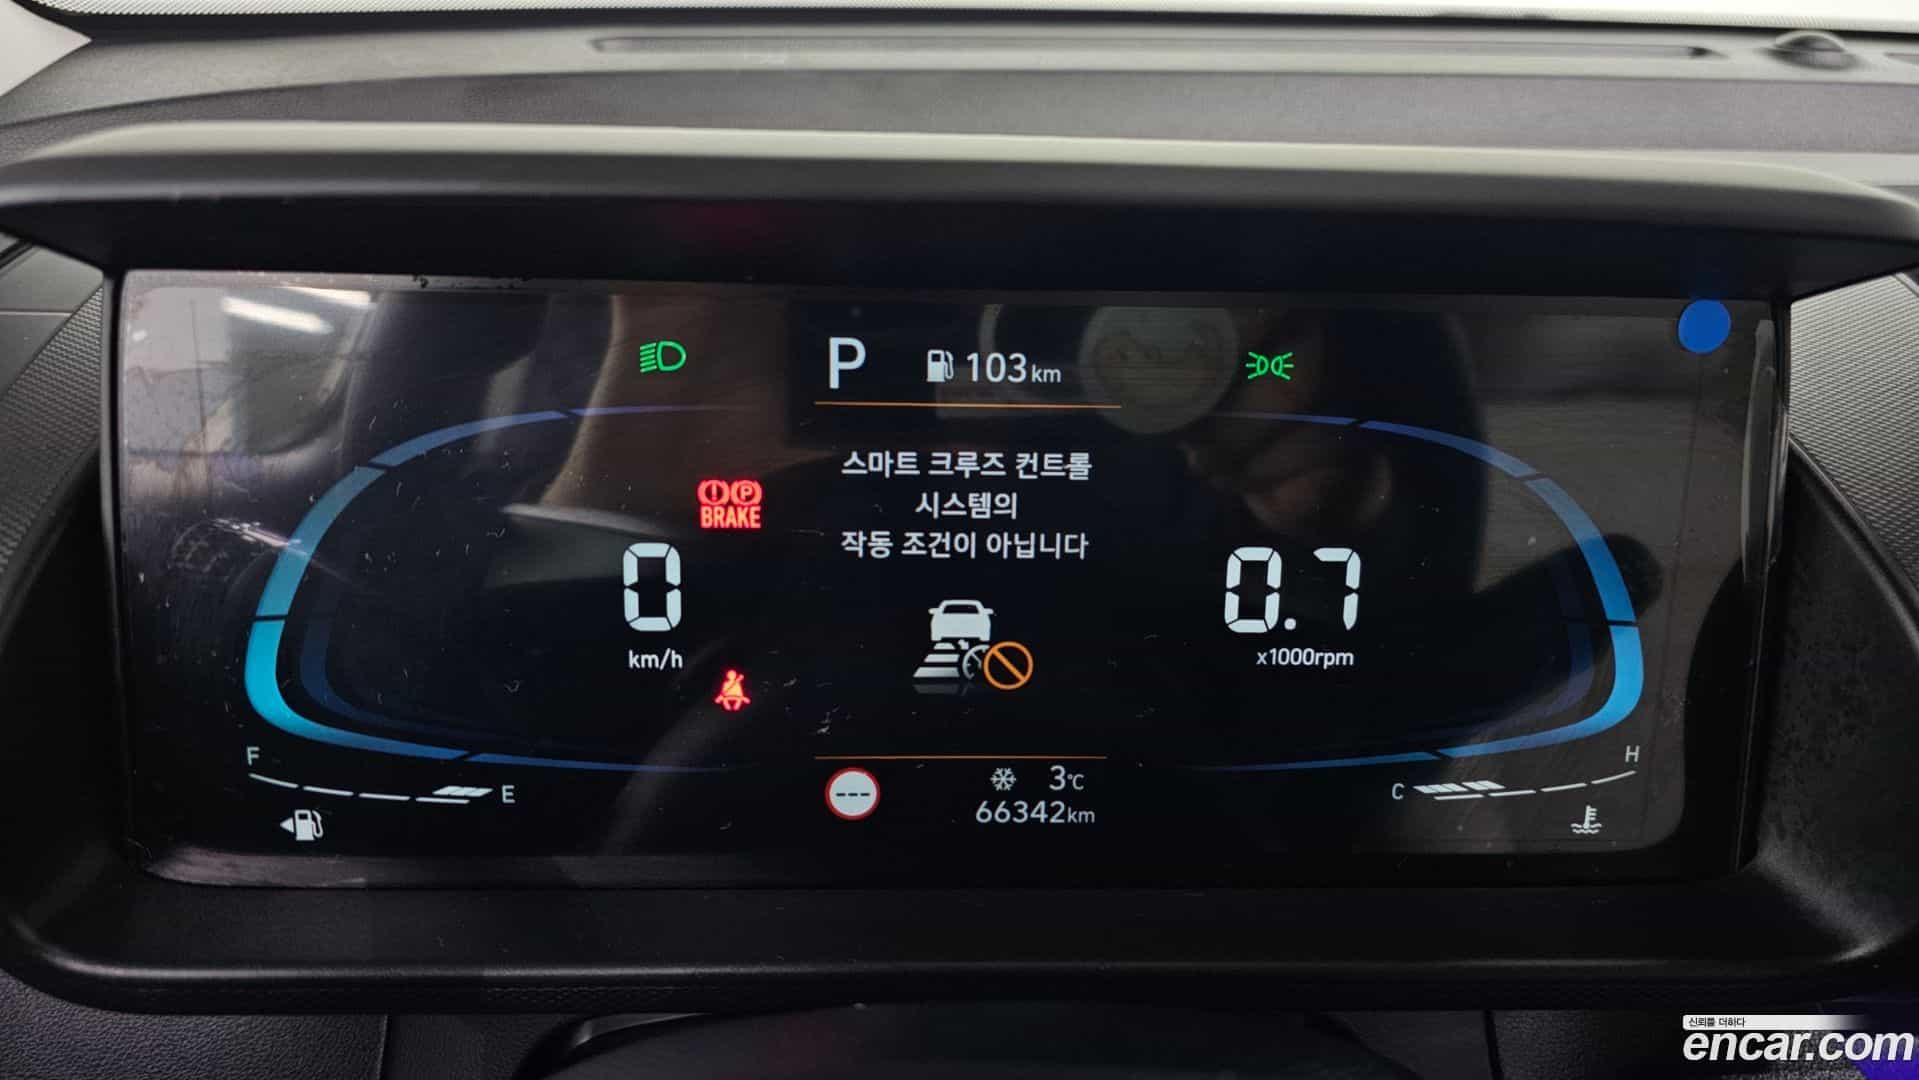 P 103 km
스마트 크루즈 컨트롤
시스템의
작동 조건이 아닙니다
P
BRAKE
0
km/h
0.7
x1000rpm
F
E
---
3℃
66342km
C
H
신뢰를 더하다
encar.com